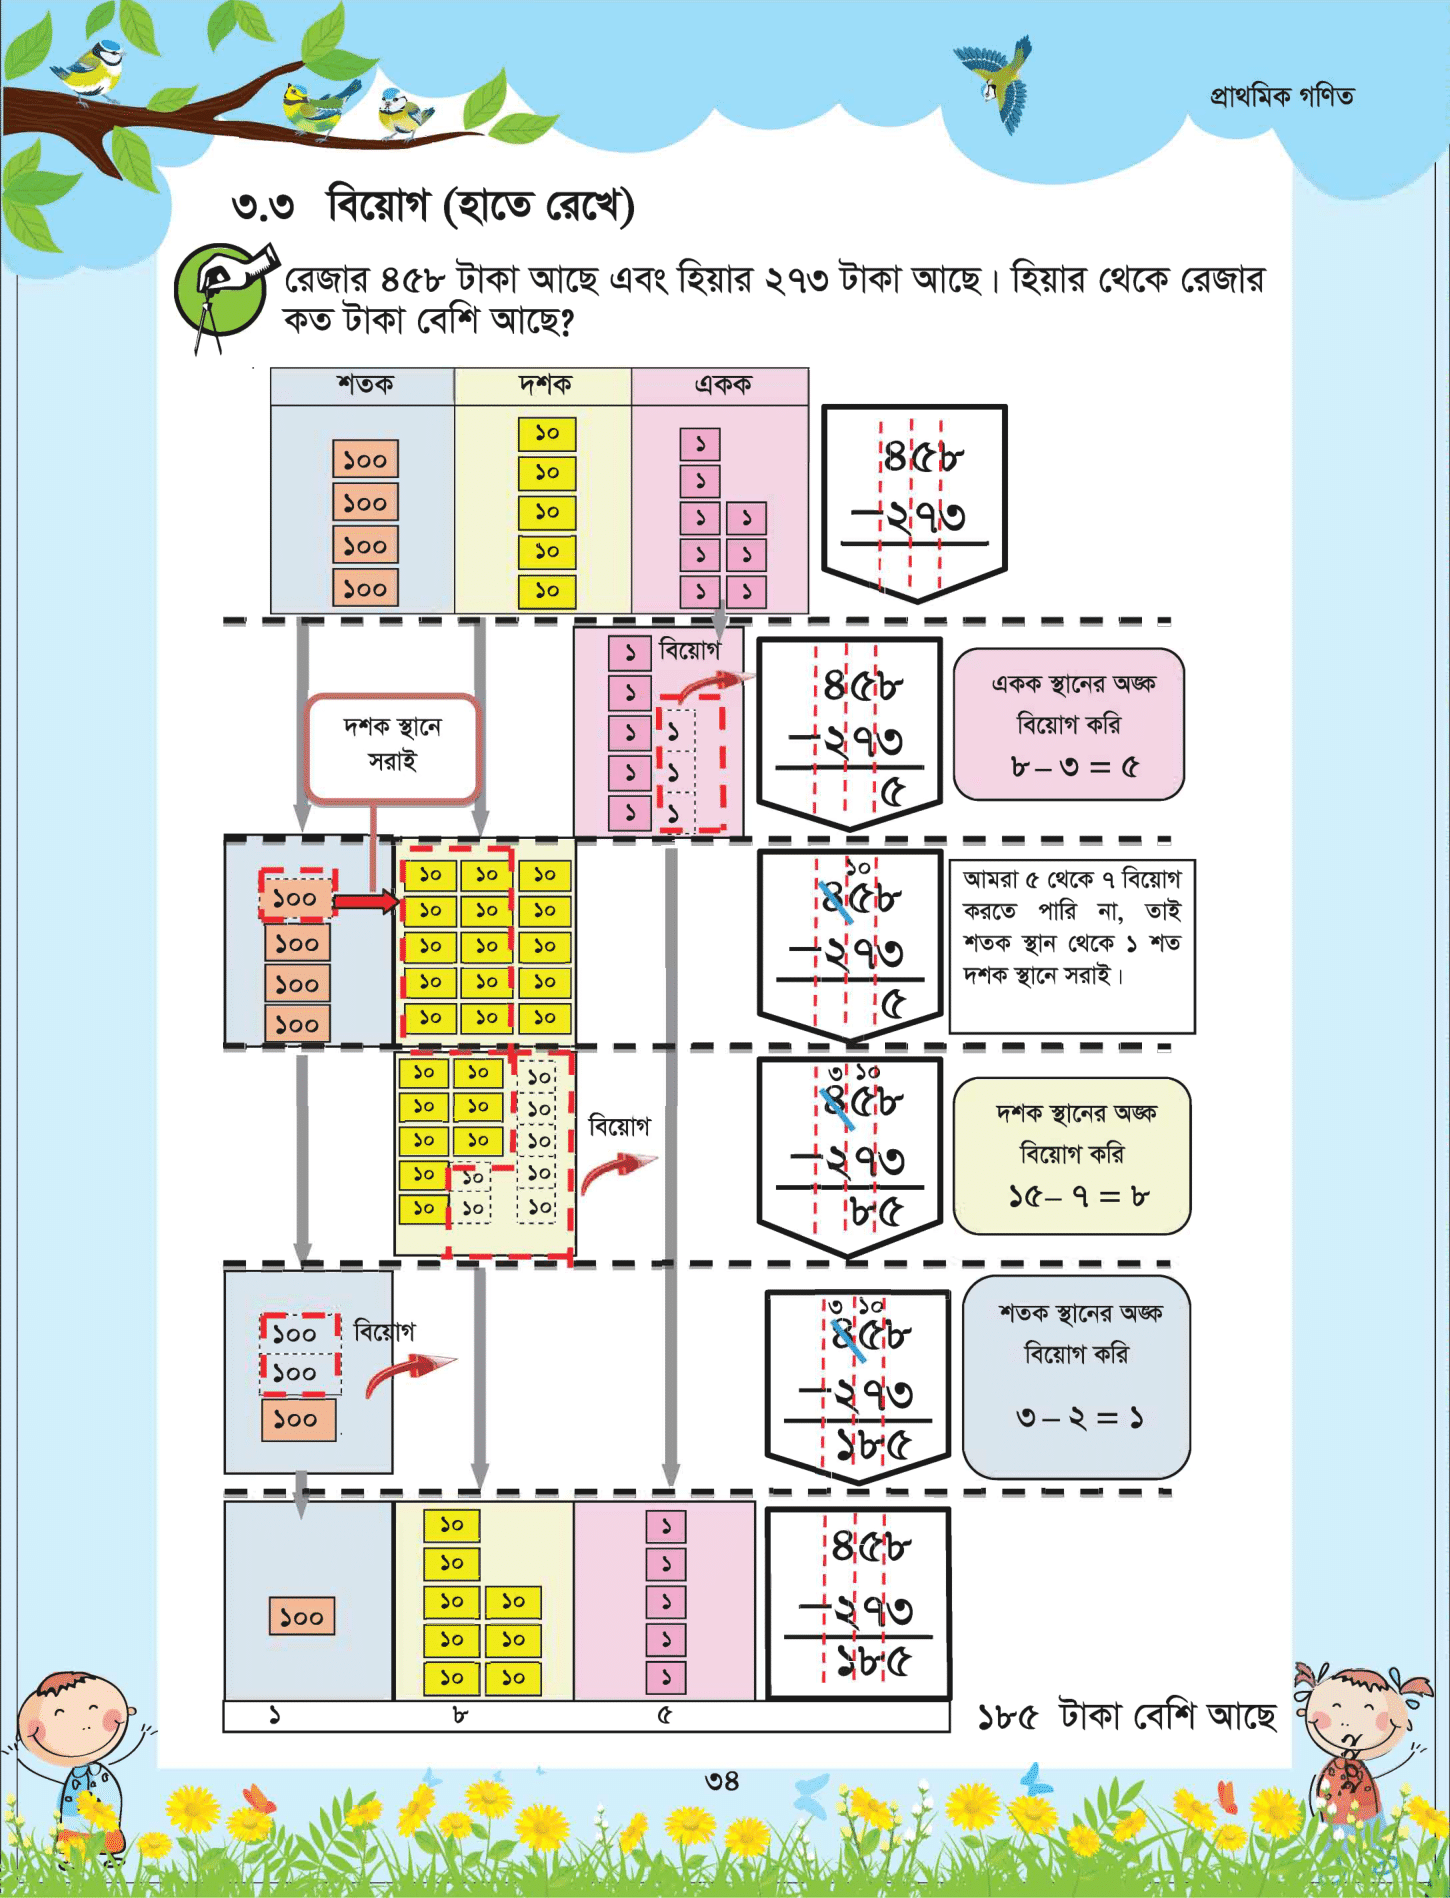 প্রাথমিক গণিত
৩.৩ বিয়োগ (হাতে রেখে)
রেজার ৪৫৮ টাকা আছে এবং হিয়ার ২৭৩ টাকা আছে। হিয়ার থেকে রেজার
কত টাকা বেশি আছে?
শতক দশক একক
১০০ ১০ ১
১০০ ১০ ১
১০০ ১০ ১ ১
১০০ ১০ ১ ১
১০ ১ ১
৪৫৮
−২৭৩
১ বিয়োগ
১
১ ১
১ ১
১ ১
দশক স্থানে
সরাই
৪৫৮
−২৭৩
৫
একক স্থানের অঙ্ক
বিয়োগ করি
৮ – ৩ = ৫
১০০ ১০ ১০ ১০
১০০ ১০ ১০ ১০
১০০ ১০ ১০ ১০
১০০ ১০ ১০ ১০
১০ ১০ ১০
১০
৪৫৮
−২৭৩
৫
আমরা ৫ থেকে ৭ বিয়োগ
করতে পারি না, তাই
শতক স্থান থেকে ১ শত
দশক স্থানে সরাই।
১০ ১০ ১০
১০ ১০ ১০
১০ ১০ ১০
১০ ১০ ১০
১০ ১০ ১০
বিয়োগ
৩ ১০
৪৫৮
−২৭৩
৮৫
দশক স্থানের অঙ্ক
বিয়োগ করি
১৫– ৭ = ৮
১০০
১০০
১০০
বিয়োগ
৩ ১০
৪৫৮
−২৭৩
১৮৫
শতক স্থানের অঙ্ক
বিয়োগ করি
৩ – ২ = ১
১০০
১০ ১
১০ ১
১০ ১০ ১
১০ ১০ ১
১০ ১০ ১
৪৫৮
−২৭৩
১৮৫
১ ৮ ৫
১৮৫ টাকা বেশি আছে
৩৪